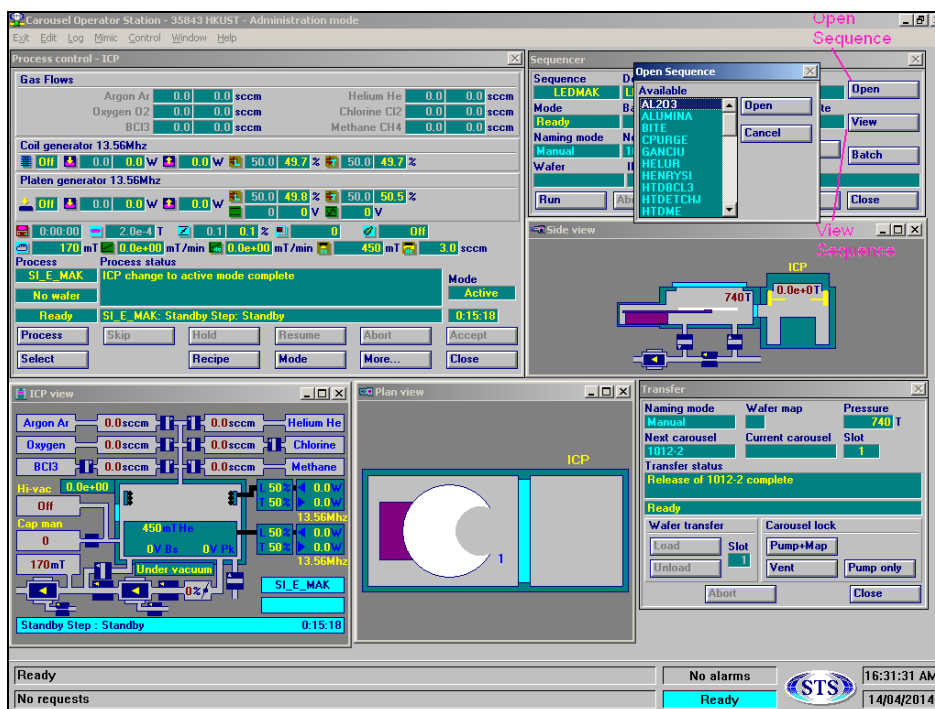 Carousel Operator Station - 35843 HKUST - Administration mode
Exit Edit Log Mimic Control Window Help
Open Sequence
Process control - ICP
Gas Flows
Argon Ar 0.0 0.0 sccm Helium He 0.0 0.0 sccm
Oxygen O2 0.0 0.0 sccm Chlorine Cl2 0.0 0.0 sccm
BCl3 0.0 0.0 sccm Methane CH4 0.0 0.0 sccm
Coil generator 13.56Mhz
Off 0.0 0.0 W 0.0 W 50.0 49.7 % 50.0 49.7 %
Platen generator 13.56Mhz
Off 0.0 0.0 W 0.0 W 50.0 49.8 % 50.0 50.5 %
0 0 V 0 V
0:00:00 2.0e-4 T 0.1 0.1 % 0 Off
170 mT 0.0e+00 mT/min 0.0e+00 mT/min 450 mT 3.0 sccm
Process Process status
SI_E_MAK ICP change to active mode complete
Mode
No wafer Active
Ready SI_E_MAK: Standby Step: Standby 0:15:18
Process Skip Hold Resume Abort Accept
Select Recipe Mode More... Close
Sequencer
Sequence
LEDMAK
Mode
Ready
Naming mode
Manual
Wafer
Run
Open
View
Batch
Close
Open Sequence
Available
AL2O3
ALUMINA
BITE
CPURGE
GANCIU
HELUR
HENRYSI
HTDBCL3
HTDETCHJ
HTDME
Open
Cancel
View Sequence
Side view
ICP
740T
0.0e+0T
ICP view
Argon Ar 0.0sccm 0.0sccm Helium He
Oxygen 0.0sccm 0.0sccm Chlorine
BCl3 0.0sccm 0.0sccm Methane
Hi-vac 0.0e+00 L 50% 0.0W
Off T 50% 0.0W
13.56Mhz
Cap man
0 450mTHe L 50% 0.0W
0V Bs 0V Pk T 50% 0.0W
13.56Mhz
170mT Under vacuum
SI_E_MAK
0%
Standby Step : Standby 0:15:18
Plan view
ICP
1
Transfer
Naming mode Wafer map Pressure
Manual 740 T
Next carousel Current carousel Slot
1012-2 1
Transfer status
Release of 1012-2 complete
Ready
Wafer transfer Carousel lock
Load Slot Pump+Map
Unload 1 Vent Pump only
Abort Close
Ready No alarms STS 16:31:31 AM
No requests Ready 14/04/2014